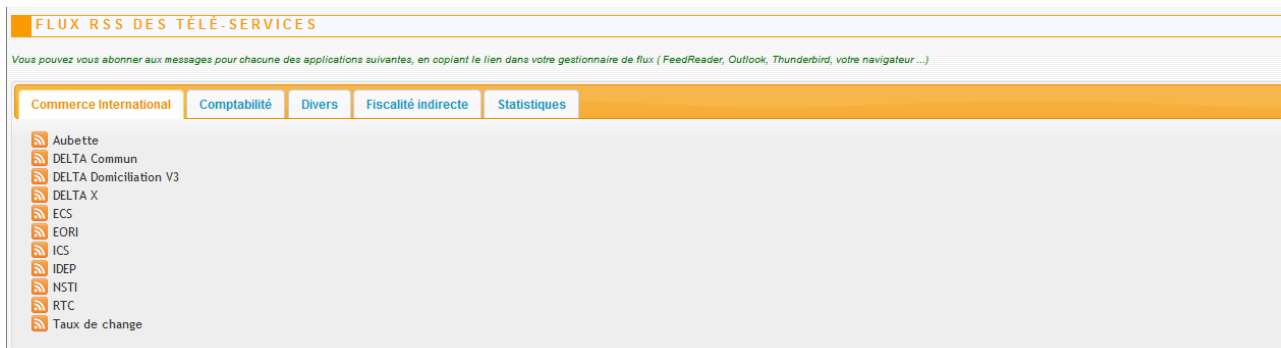 FLUX RSS DES TÉLÉ-SERVICES
Vous pouvez vous abonner aux messages pour chacune des applications suivantes, en copiant le lien dans votre gestionnaire de flux ( FeedReader, Outlook, Thunderbird, votre navigateur ...)
Commerce International Comptabilité Divers Fiscalité indirecte Statistiques
Aubette
DELTA Commun
DELTA Domiciliation V3
DELTA X
ECS
EORI
ICS
IDEP
NSTI
RTC
Taux de change